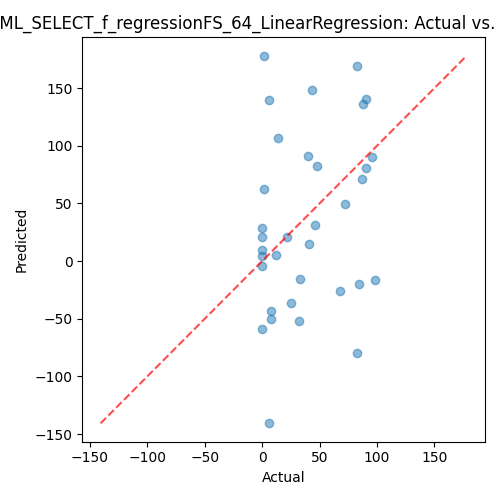 ML_SELECT_f_regressionFS_64_LinearRegression: Actual vs.
Predicted
150
100
50
0
−50
−100
−150
−150 −100 −50 0 50 100 150
Actual